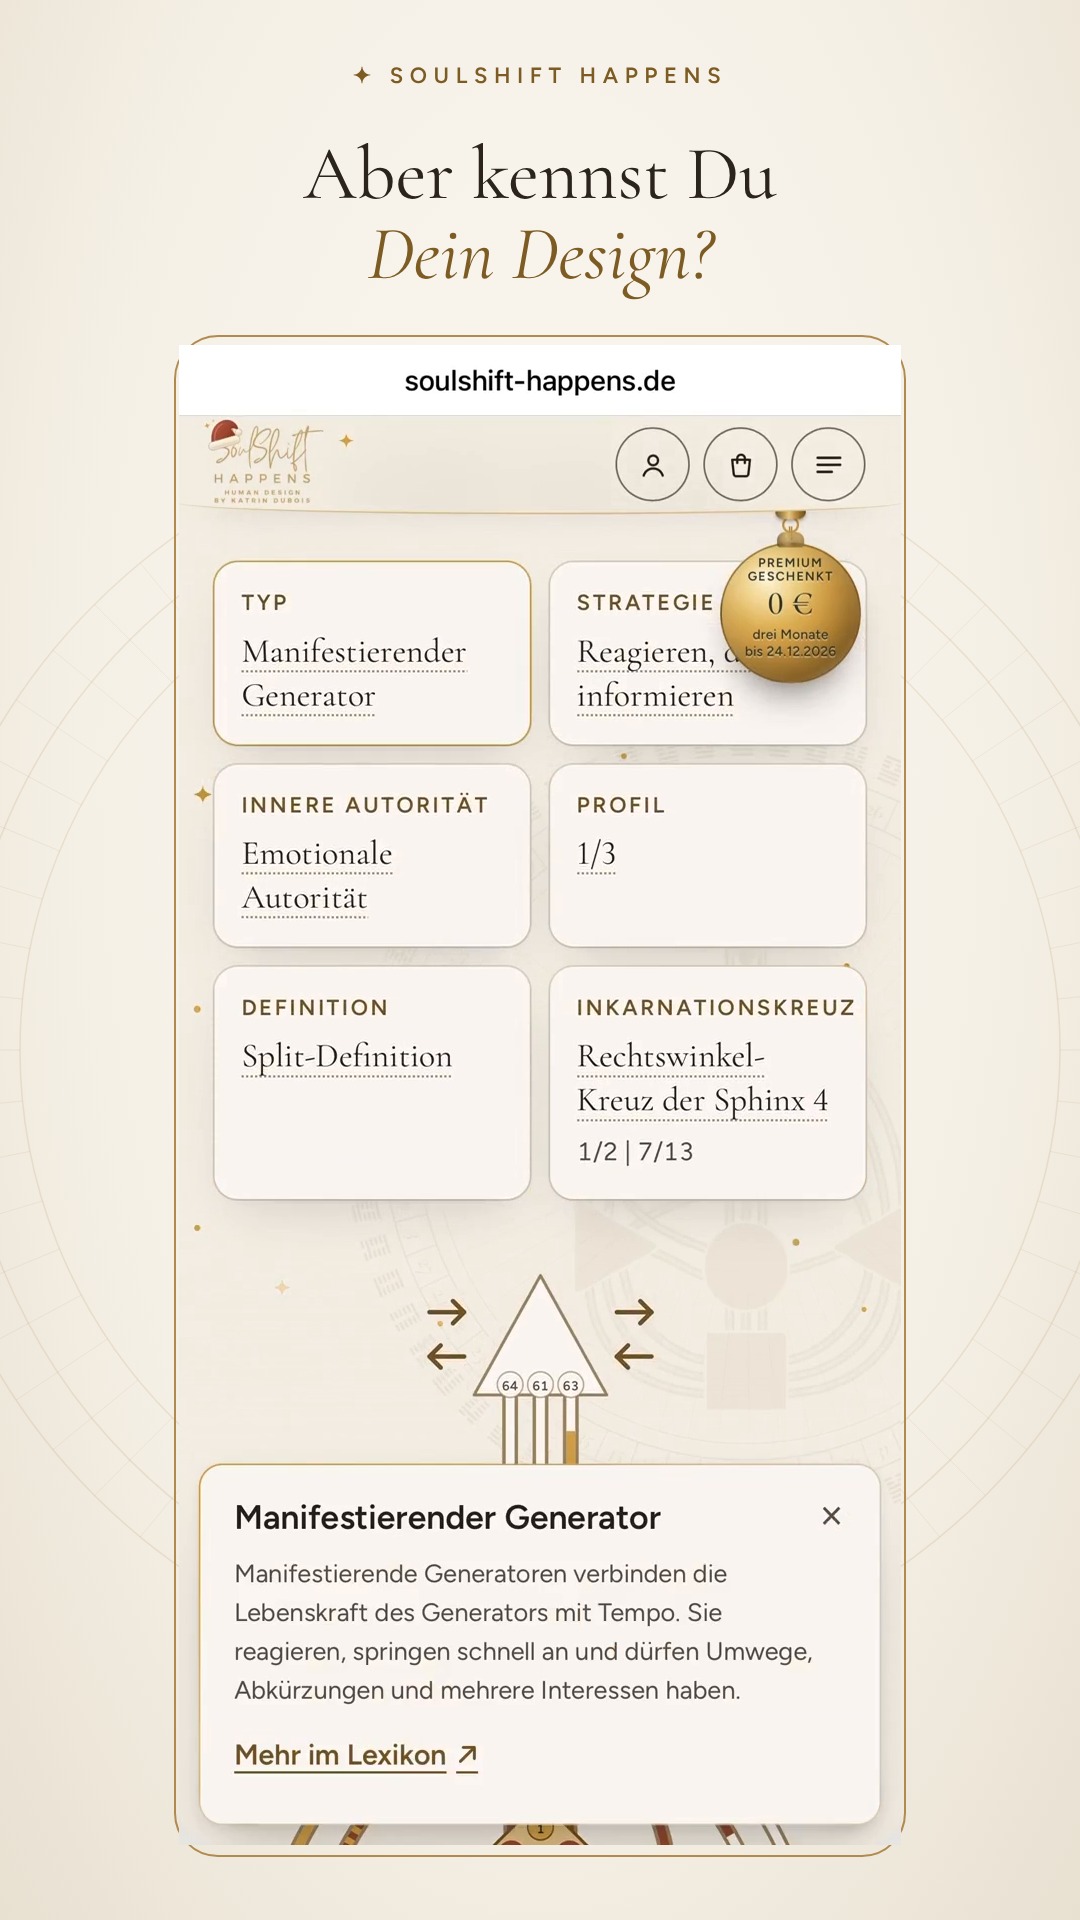 ✦ SOULSHIFT HAPPENS
Aber kennst Du
Dein Design?
soulshift-happens.de
SoulShift
HAPPENS
HUMAN DESIGN
BY KATRIN DUBOIS
PREMIUM
GESCHENKT
0 €
drei Monate
bis 24.12.2026
TYP
Manifestierender
Generator
STRATEGIE
Reagieren,
informieren
INNERE AUTORITÄT
Emotionale
Autorität
PROFIL
1/3
DEFINITION
Split-Definition
INKARNATIONSKREUZ
Rechtswinkel-
Kreuz der Sphinx 4
1/2 | 7/13
64 61 63
Manifestierender Generator
Manifestierende Generatoren verbinden die
Lebenskraft des Generators mit Tempo. Sie
reagieren, springen schnell an und dürfen Umwege,
Abkürzungen und mehrere Interessen haben.
Mehr im Lexikon
1